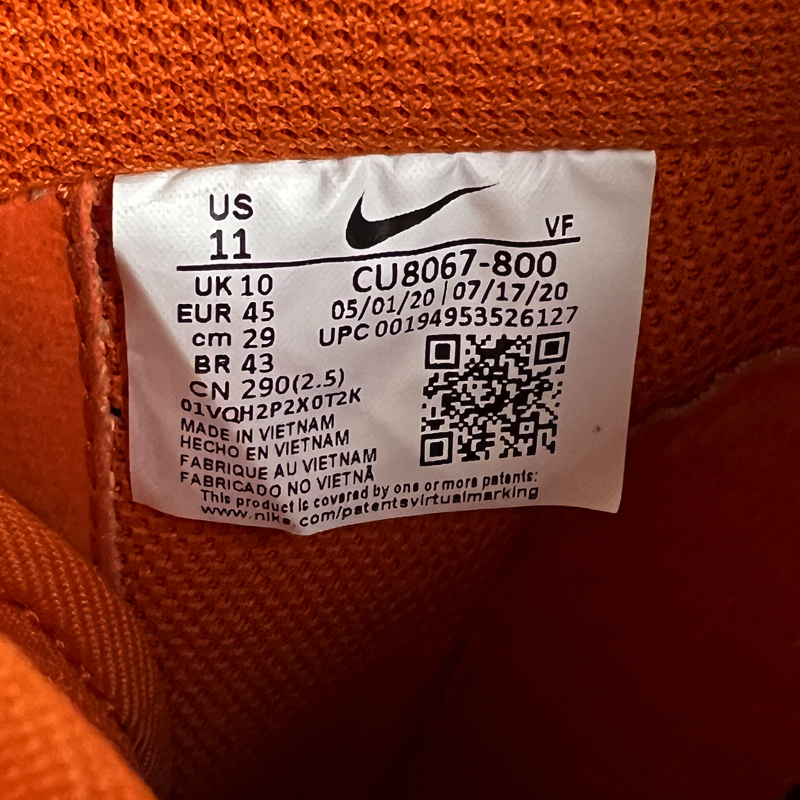 US
11
VF
UK 10
EUR 45
cm 29
BR 43
CN 290(2.5)
CU8067-800
05/01/20 | 07/17/20
UPC 00194953526127
01VQH2P2X0T2K
MADE IN VIETNAM
HECHO EN VIETNAM
FABRIQUE AU VIETNAM
FABRICADO NO VIETNÃ
This product is covered by one or more patents:
www.nike.com/patentsvirtualmarking